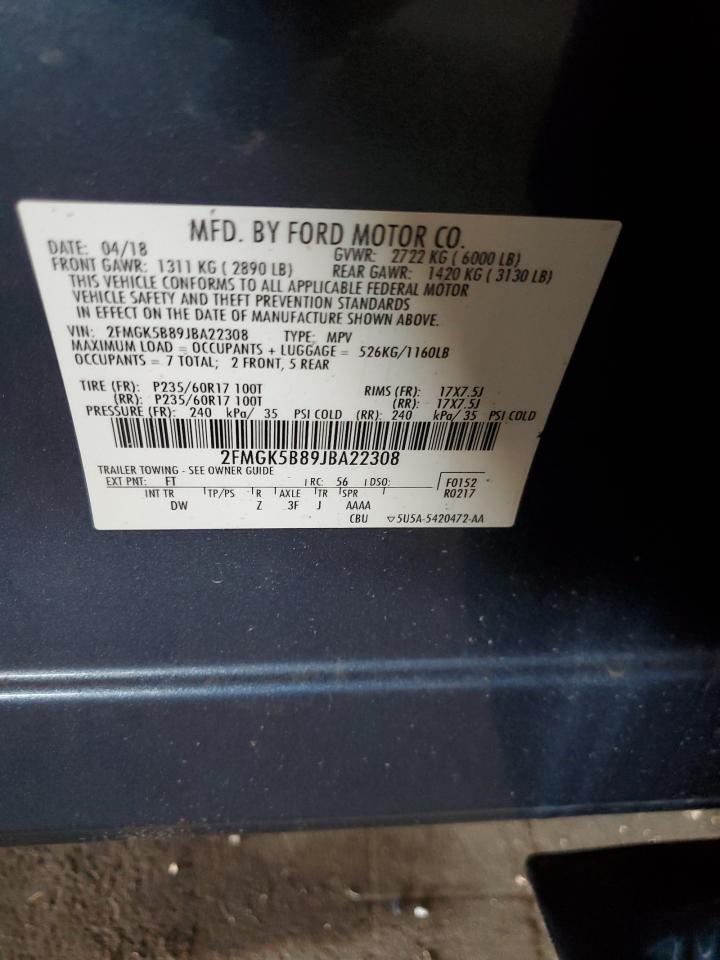 MFD. BY FORD MOTOR CO.
DATE: 04/18 GVWR: 2722 KG ( 6000 LB)
FRONT GAWR: 1311 KG ( 2890 LB) REAR GAWR: 1420 KG ( 3130 LB)
THIS VEHICLE CONFORMS TO ALL APPLICABLE FEDERAL MOTOR
VEHICLE SAFETY AND THEFT PREVENTION STANDARDS
IN EFFECT ON THE DATE OF MANUFACTURE SHOWN ABOVE.
VIN: 2FMGK5B89JBA22308 TYPE: MPV
MAXIMUM LOAD = OCCUPANTS + LUGGAGE = 526KG/1160LB
OCCUPANTS = 7 TOTAL; 2 FRONT, 5 REAR
TIRE (FR): P235/60R17 100T RIMS (FR): 17X7.5J
(RR): P235/60R17 100T (RR): 17X7.5J
PRESSURE (FR): 240 kPa/ 35 PSI COLD (RR): 240 kPa/ 35 PSI COLD
2FMGK5B89JBA22308
TRAILER TOWING - SEE OWNER GUIDE
EXT PNT: FT RC: 56 DSO: F0152
INT TR TP/PS R AXLE TR SPR R0217
DW Z 3F J AAAA
CBU ▽5U5A-5420472-AA